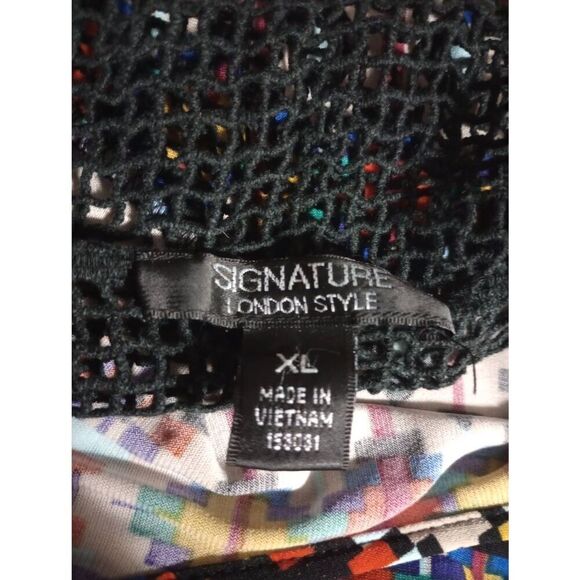 SIGNATURE
LONDON STYLE
XL
MADE IN
VIETNAM
153031